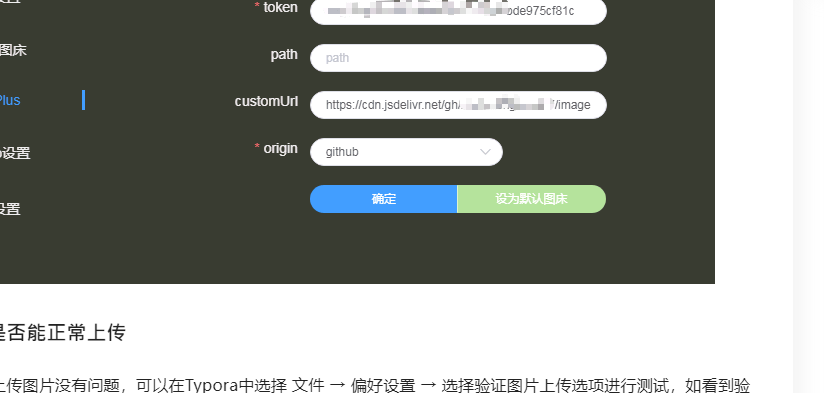 * token
ode975cf81c
图床
path
path
Plus
customUrl
https://cdn.jsdelivr.net/gh/ /image
* origin
github
设置
确定
设为默认图床
设置
是否能正常上传
上传图片没有问题，可以在Typora中选择 文件 → 偏好设置 → 选择验证图片上传选项进行测试，如看到验